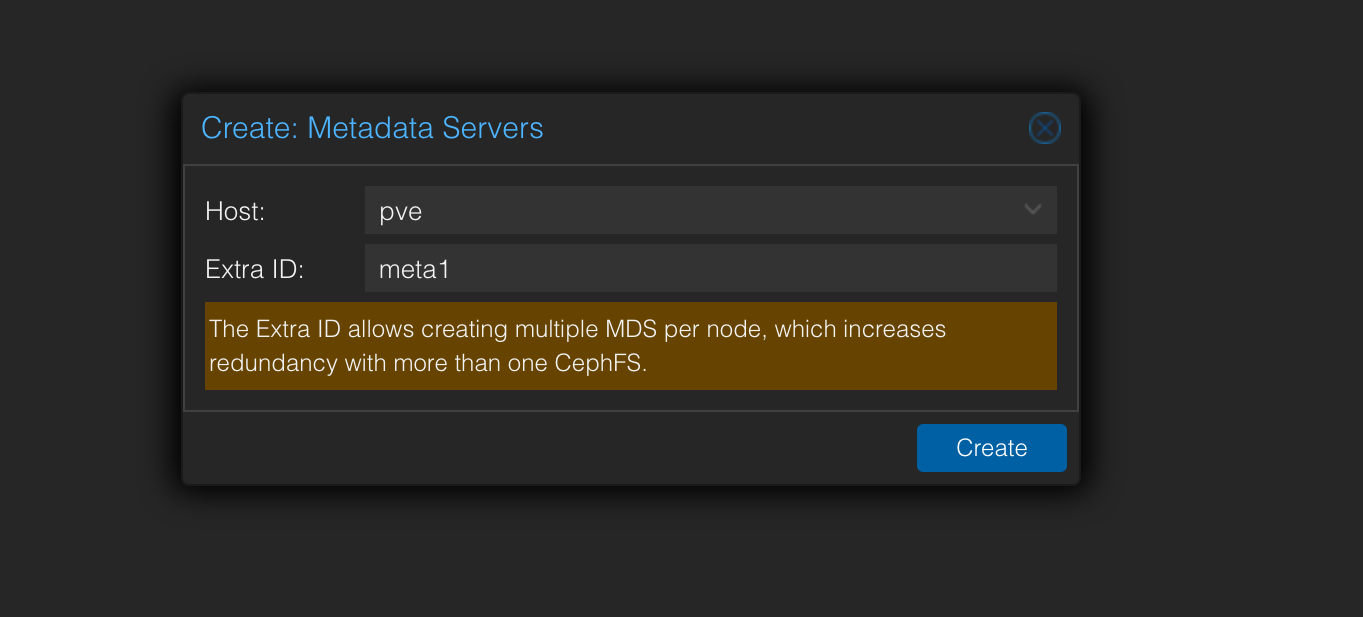 Create: Metadata Servers
Host: pve
Extra ID: meta1
The Extra ID allows creating multiple MDS per node, which increases
redundancy with more than one CephFS.
Create